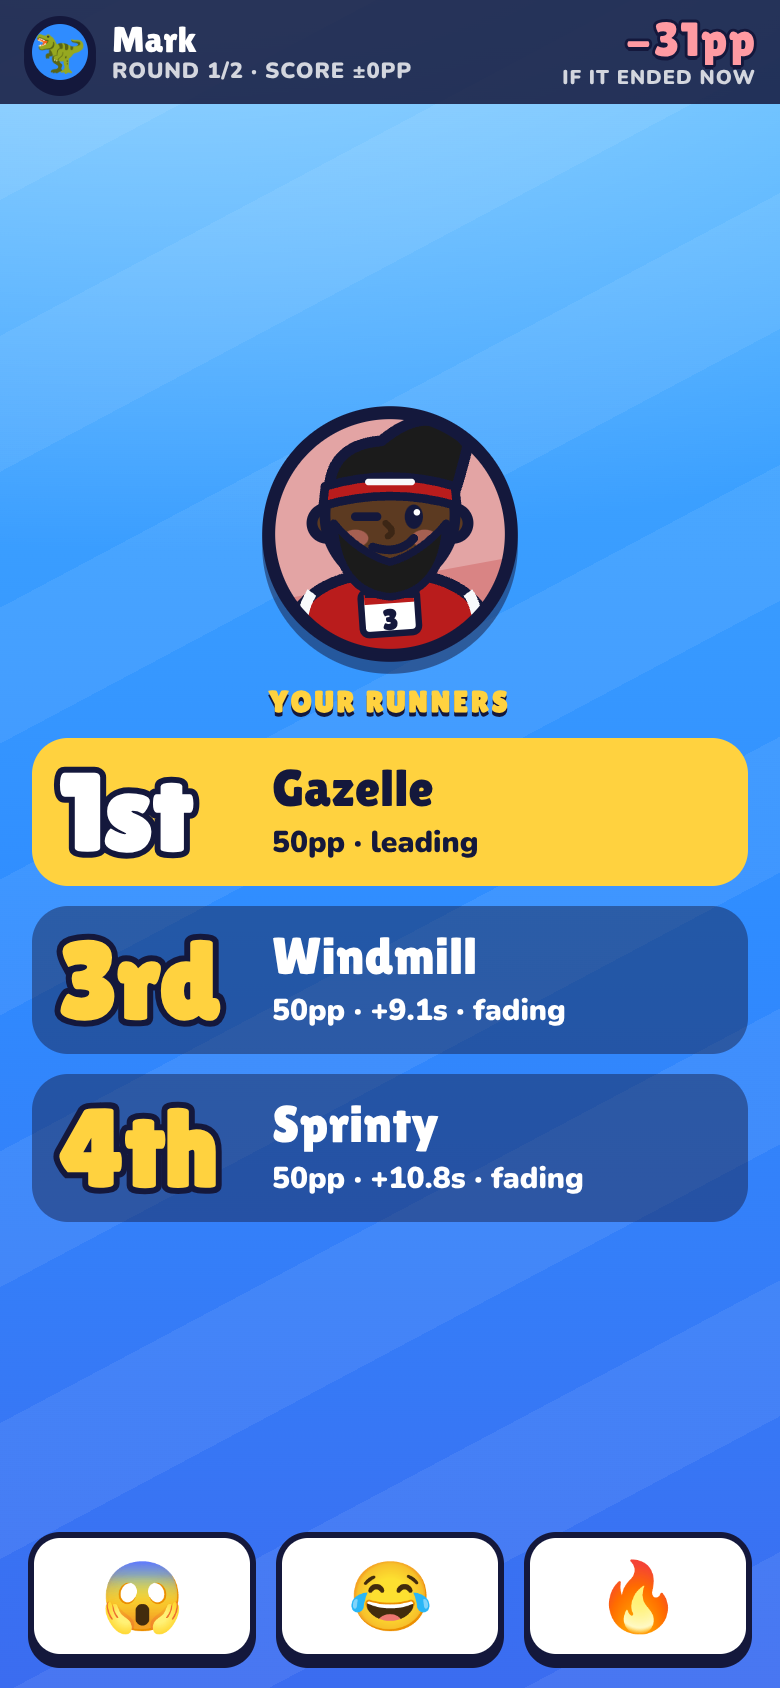 Mark
ROUND 1/2 · SCORE ±0PP
-31pp
IF IT ENDED NOW
3
YOUR RUNNERS
1st
Gazelle
50pp · leading
3rd
Windmill
50pp · +9.1s · fading
4th
Sprinty
50pp · +10.8s · fading